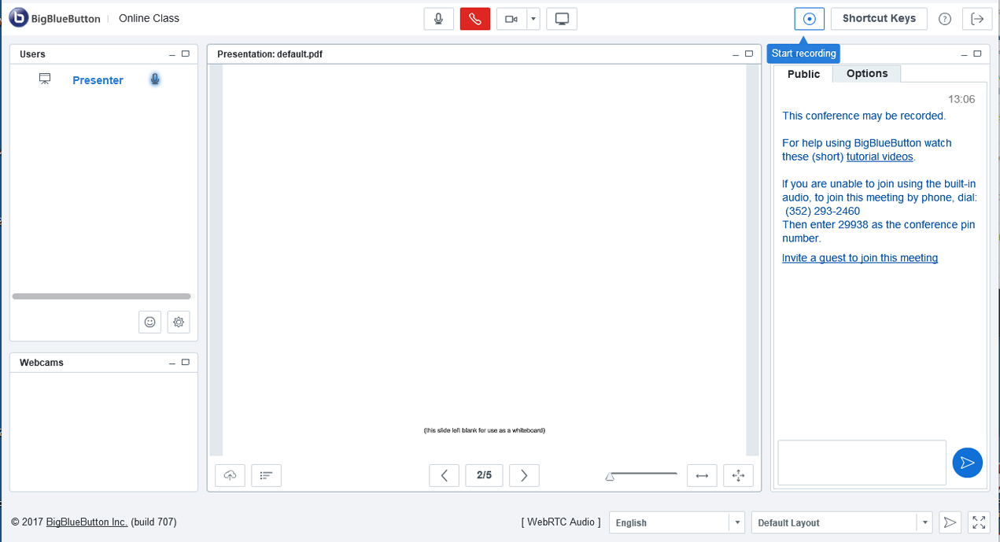 BigBlueButton
Online Class
Shortcut Keys
Start recording
Users
Presenter
Webcams
Presentation: default.pdf
(this slide left blank for use as a whiteboard)
2/5
Public
Options
13:06
This conference may be recorded.
For help using BigBlueButton watch
these (short) tutorial videos.
If you are unable to join using the built-in
audio, to join this meeting by phone, dial:
(352) 293-2460
Then enter 29938 as the conference pin
number.
Invite a guest to join this meeting
© 2017 BigBlueButton Inc. (build 707)
[ WebRTC Audio ]
English
Default Layout